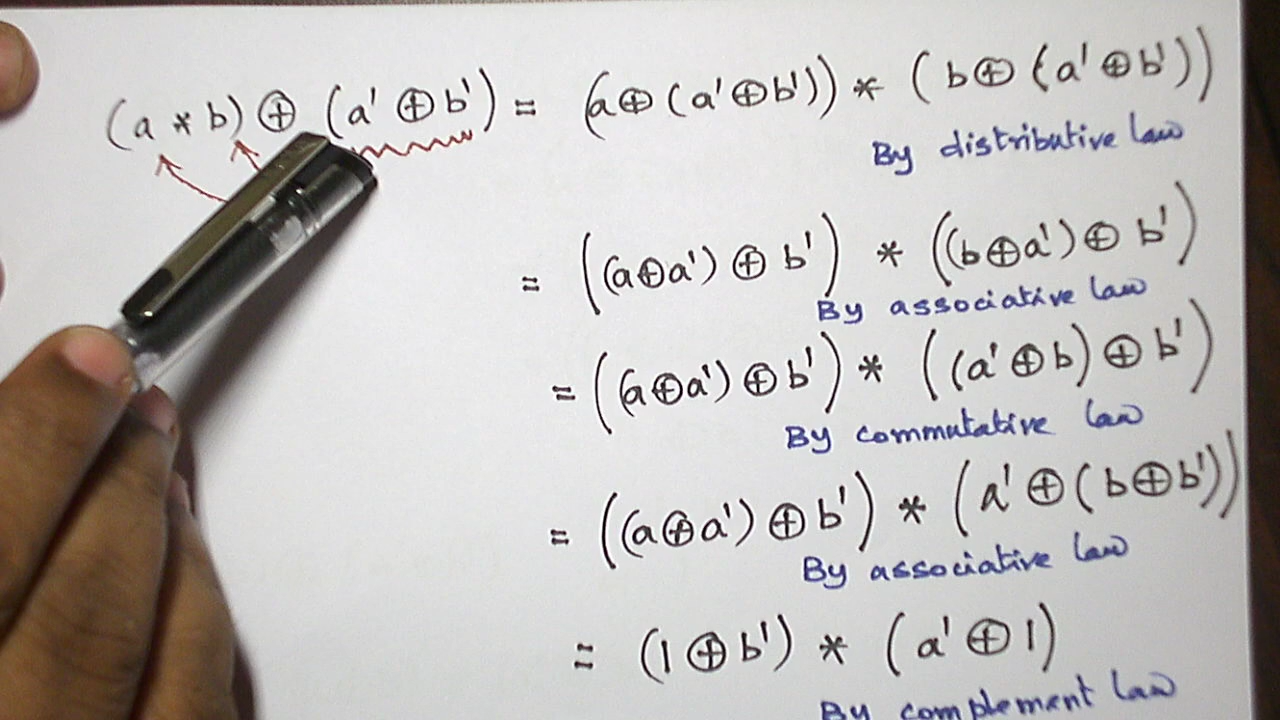 (a * b) ⊕ (a' ⊕ b') = (a ⊕ (a' ⊕ b')) * (b ⊕ (a' ⊕ b'))
By distributive law
= ((a ⊕ a') ⊕ b') * ((b ⊕ a') ⊕ b')
By associative law
= ((a ⊕ a') ⊕ b') * ((a' ⊕ b) ⊕ b')
By commutative law
= ((a ⊕ a') ⊕ b') * (a' ⊕ (b ⊕ b'))
By associative law
= (1 ⊕ b') * (a' ⊕ 1)
By complement law